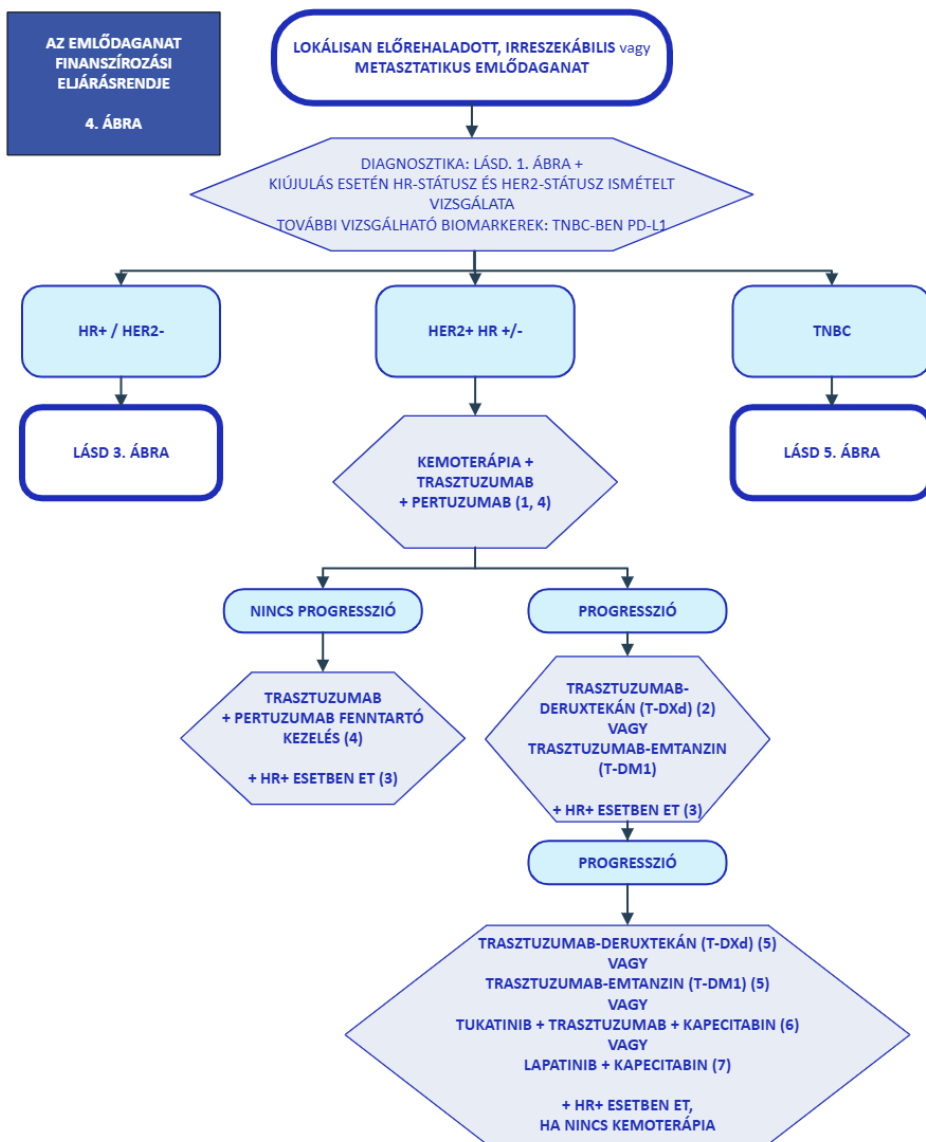 AZ EMLŐDAGANAT
FINANSZÍROZÁSI
ELJÁRÁSRENDJE
4. ÁBRA
LOKÁLISAN ELŐREHALADOTT, IRRESZEKÁBILIS vagy
METASZTATIKUS EMLŐDAGANAT
DIAGNOSZTIKA: LÁSD. 1. ÁBRA +
KIÚJULÁS ESETÉN HR-STÁTUSZ ÉS HER2-STÁTUSZ ISMÉTELT
VIZSGÁLATA
TOVÁBBI VIZSGÁLHATÓ BIOMARKEREK: TNBC-BEN PD-L1
HR+ / HER2-
HER2+ HR +/-
TNBC
LÁSD 3. ÁBRA
LÁSD 5. ÁBRA
KEMOTERÁPIA +
TRASZTUZUMAB
+ PERTUZUMAB (1, 4)
NINCS PROGRESSZIÓ
PROGRESSZIÓ
TRASZTUZUMAB
+ PERTUZUMAB FENNTARTÓ
KEZELÉS (4)
+ HR+ ESETBEN ET (3)
TRASZTUZUMAB-
DERUXTEKÁN (T-DXd) (2)
VAGY
TRASZTUZUMAB-EMTANZIN
(T-DM1)
+ HR+ ESETBEN ET (3)
PROGRESSZIÓ
TRASZTUZUMAB-DERUXTEKÁN (T-DXd) (5)
VAGY
TRASZTUZUMAB-EMTANZIN (T-DM1) (5)
VAGY
TUKATINIB + TRASZTUZUMAB + KAPECITABIN (6)
VAGY
LAPATINIB + KAPECITABIN (7)
+ HR+ ESETBEN ET,
HA NINCS KEMOTERÁPIA